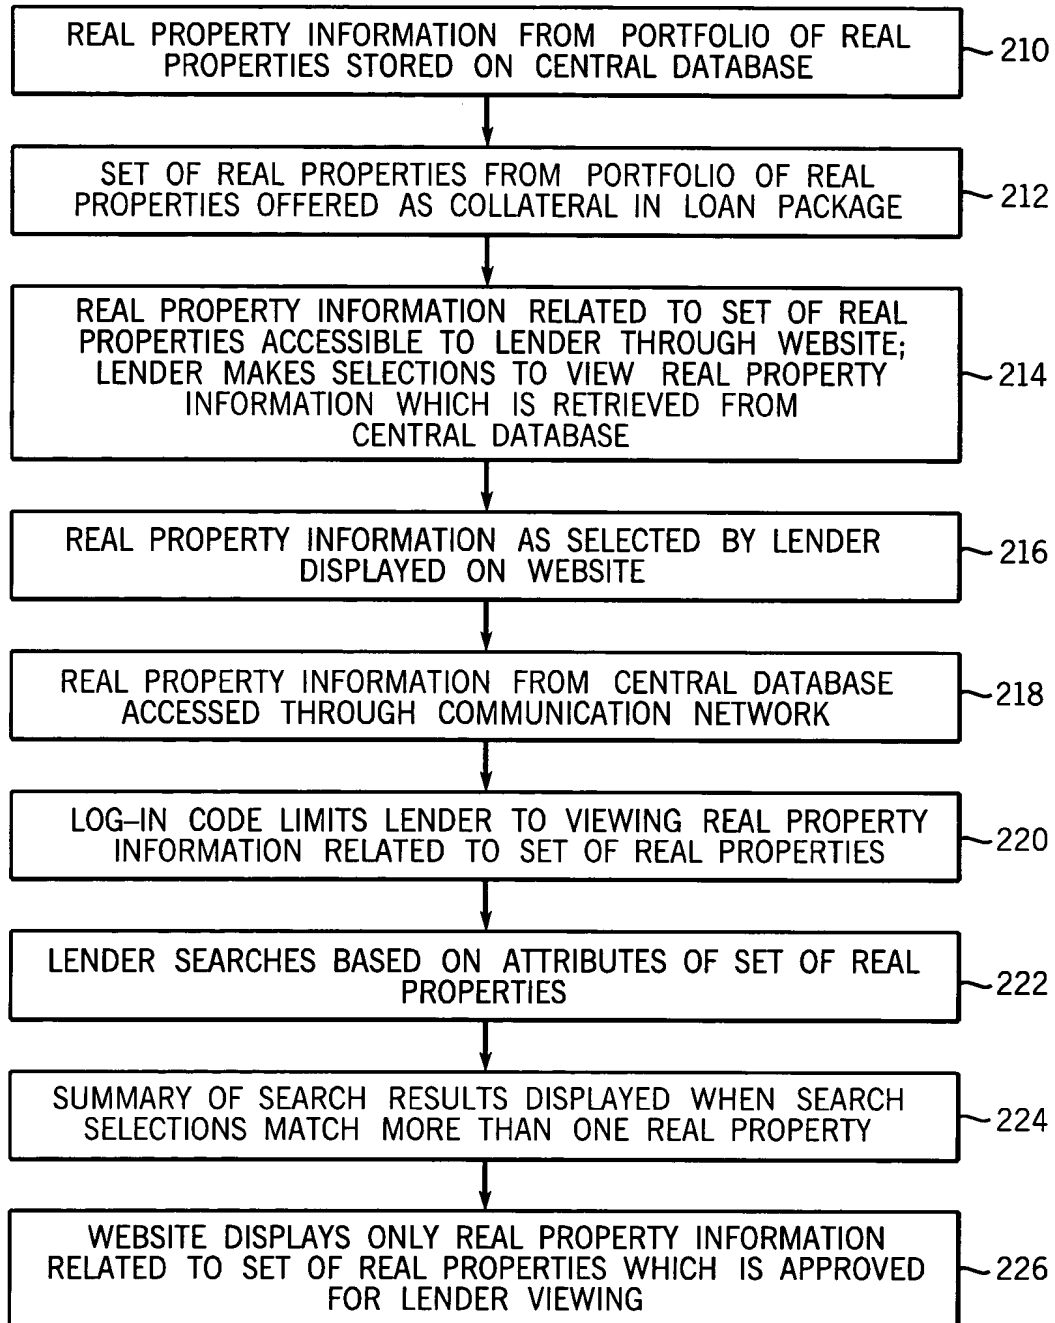 REAL PROPERTY INFORMATION FROM PORTFOLIO OF REAL
PROPERTIES STORED ON CENTRAL DATABASE
210
SET OF REAL PROPERTIES FROM PORTFOLIO OF REAL
PROPERTIES OFFERED AS COLLATERAL IN LOAN PACKAGE
212
REAL PROPERTY INFORMATION RELATED TO SET OF REAL
PROPERTIES ACCESSIBLE TO LENDER THROUGH WEBSITE;
LENDER MAKES SELECTIONS TO VIEW REAL PROPERTY
INFORMATION WHICH IS RETRIEVED FROM
CENTRAL DATABASE
214
REAL PROPERTY INFORMATION AS SELECTED BY LENDER
DISPLAYED ON WEBSITE
216
REAL PROPERTY INFORMATION FROM CENTRAL DATABASE
ACCESSED THROUGH COMMUNICATION NETWORK
218
LOG-IN CODE LIMITS LENDER TO VIEWING REAL PROPERTY
INFORMATION RELATED TO SET OF REAL PROPERTIES
220
LENDER SEARCHES BASED ON ATTRIBUTES OF SET OF REAL
PROPERTIES
222
SUMMARY OF SEARCH RESULTS DISPLAYED WHEN SEARCH
SELECTIONS MATCH MORE THAN ONE REAL PROPERTY
224
WEBSITE DISPLAYS ONLY REAL PROPERTY INFORMATION
RELATED TO SET OF REAL PROPERTIES WHICH IS APPROVED
FOR LENDER VIEWING
226